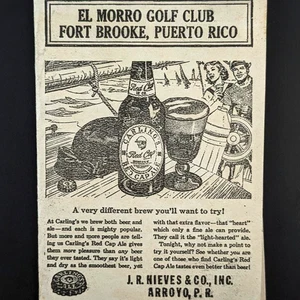 EL MORRO GOLF CLUB
FORT BROOKE, PUERTO RICO
Red Cap
CARLING'S
Red Cap
CAP A
A very different brew you'll want to try!
At Carling's we brew both beer and
ale — and each is mighty popular.
But more and more people are tell-
ing us Carling's Red Cap Ale gives
them more pleasure than any beer
they ever tasted. They say it's light
and dry as the smoothest beer, yet
with that extra flavor—that "heart"
which only a fine ale can provide.
They call it the "light-hearted" ale.
Tonight, why not make a point to
try it yourself? See whether you are
one of those who find Carling's Red
Cap Ale tastes even better than beer!
J. R. NIEVES & CO., INC.
ARROYO, P. R.